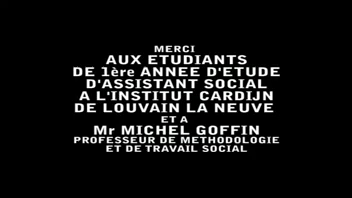 MERCI
AUX ETUDIANTS
DE 1ère ANNEE D'ETUDE
D'ASSISTANT SOCIAL
A L'INSTITUT CARDIJN
DE LOUVAIN LA NEUVE
ET A
Mr MICHEL GOFFIN
PROFESSEUR DE METHODOLOGIE
ET DE TRAVAIL SOCIAL